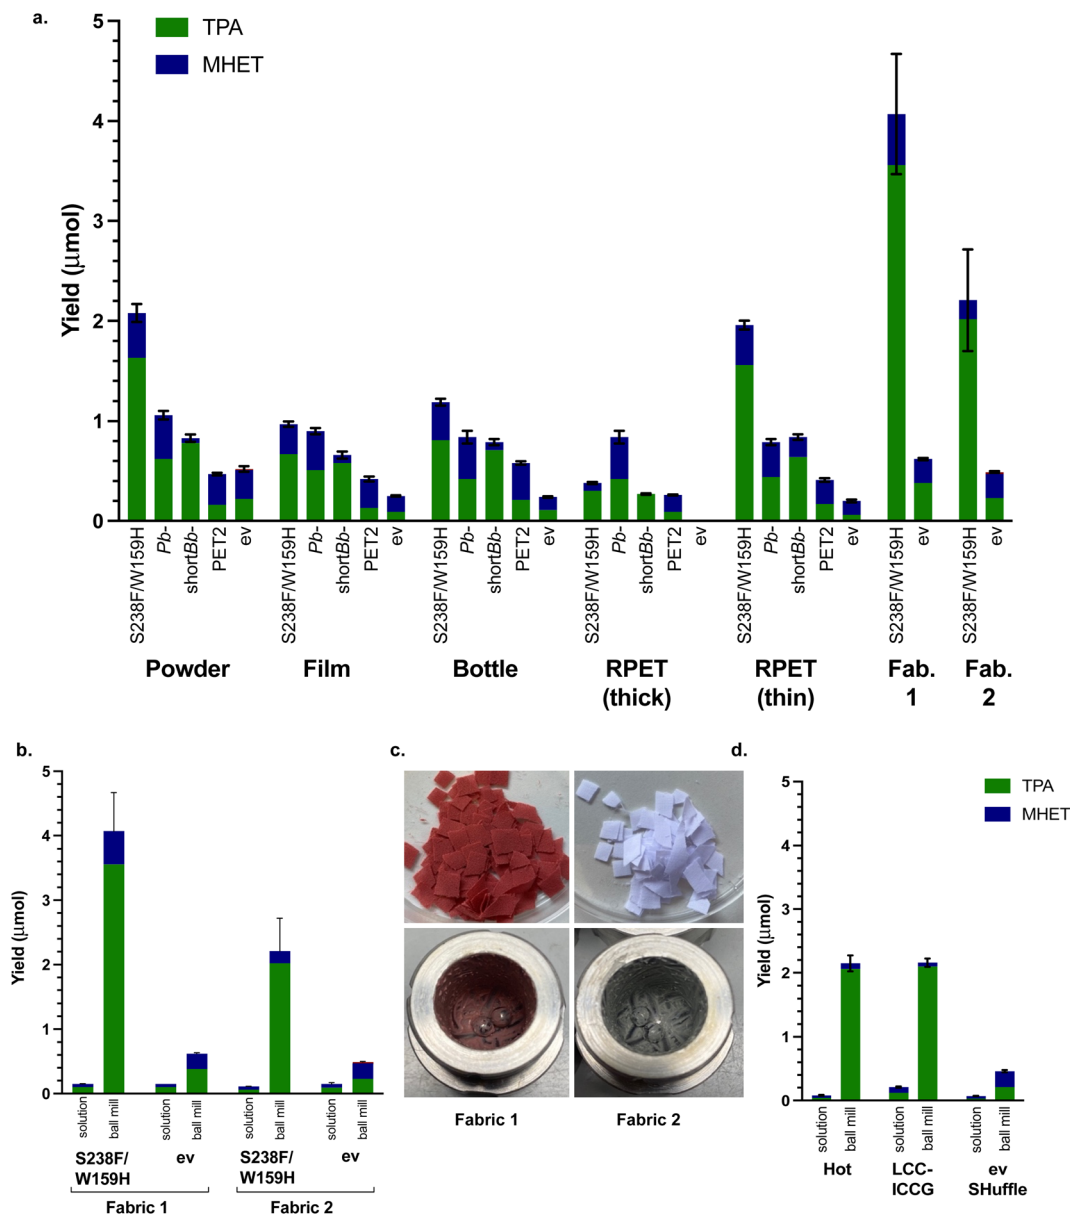 a.
TPA
MHET
Yield (μmol)
5
4
3
2
1
0
S238F/W159H
Pb-
shortBb-
PET2
ev
S238F/W159H
Pb-
shortBb-
PET2
ev
S238F/W159H
Pb-
shortBb-
PET2
ev
S238F/W159H
Pb-
shortBb-
PET2
ev
S238F/W159H
Pb-
shortBb-
PET2
ev
S238F/W159H
ev
S238F/W159H
ev
Powder
Film
Bottle
RPET
(thick)
RPET
(thin)
Fab.
1
Fab.
2
b.
Yield (μmol)
5
4
3
2
1
0
solution
ball mill
solution
ball mill
solution
ball mill
solution
ball mill
S238F/
W159H
ev
S238F/
W159H
ev
Fabric 1
Fabric 2
c.
Fabric 1
Fabric 2
d.
TPA
MHET
Yield (μmol)
5
4
3
2
1
0
solution
ball mill
solution
ball mill
solution
ball mill
Hot
LCC-
ICCG
ev
SHuffle